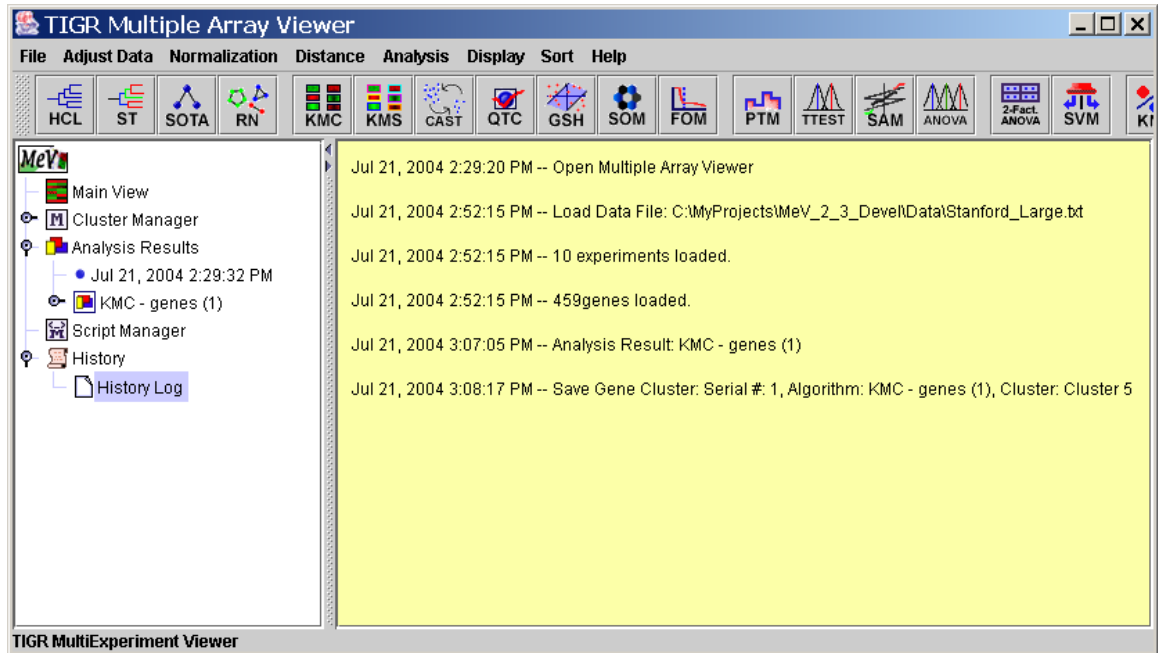 TIGR Multiple Array Viewer
File Adjust Data Normalization Distance Analysis Display Sort Help
HCL ST SOTA RN KMC KMS CAST QTC GSH SOM FOM PTM TTEST SAM ANOVA 2-Fact. ANOVA SVM
MeV
Main View
M Cluster Manager
Analysis Results
Jul 21, 2004 2:29:32 PM
KMC - genes (1)
Script Manager
History
History Log
Jul 21, 2004 2:29:20 PM -- Open Multiple Array Viewer
Jul 21, 2004 2:52:15 PM -- Load Data File: C:\MyProjects\MeV_2_3_Devel\Data\Stanford_Large.txt
Jul 21, 2004 2:52:15 PM -- 10 experiments loaded.
Jul 21, 2004 2:52:15 PM -- 459genes loaded.
Jul 21, 2004 3:07:05 PM -- Analysis Result: KMC - genes (1)
Jul 21, 2004 3:08:17 PM -- Save Gene Cluster: Serial #: 1, Algorithm: KMC - genes (1), Cluster: Cluster 5
TIGR MultiExperiment Viewer